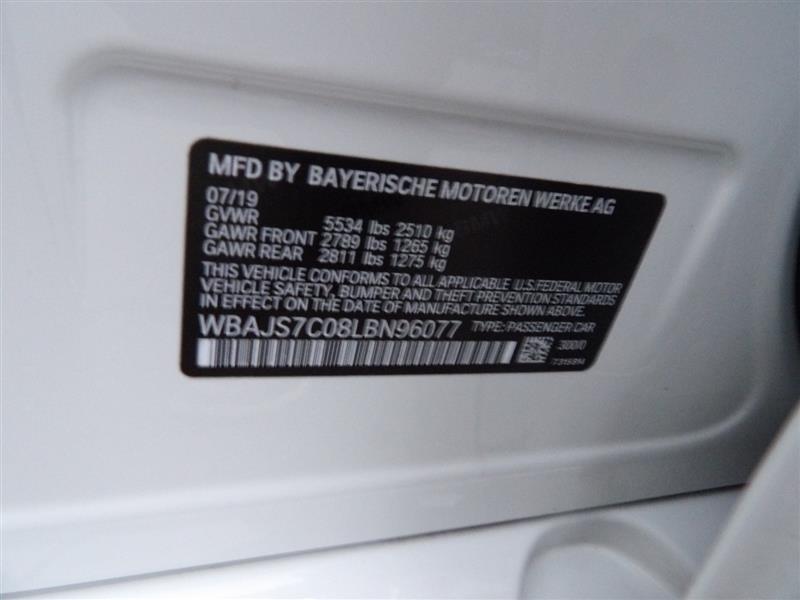 MFD BY BAYERISCHE MOTOREN WERKE AG
07/19
GVWR 5534 lbs 2510 kg
GAWR FRONT 2789 lbs 1265 kg
GAWR REAR 2811 lbs 1275 kg
THIS VEHICLE CONFORMS TO ALL APPLICABLE U.S.FEDERAL MOTOR
VEHICLE SAFETY, BUMPER AND THEFT PREVENTION STANDARDS
IN EFFECT ON THE DATE OF MANUFACTURE SHOWN ABOVE.
WBAJS7C08LBN96077 TYPE: PASSENGER CAR